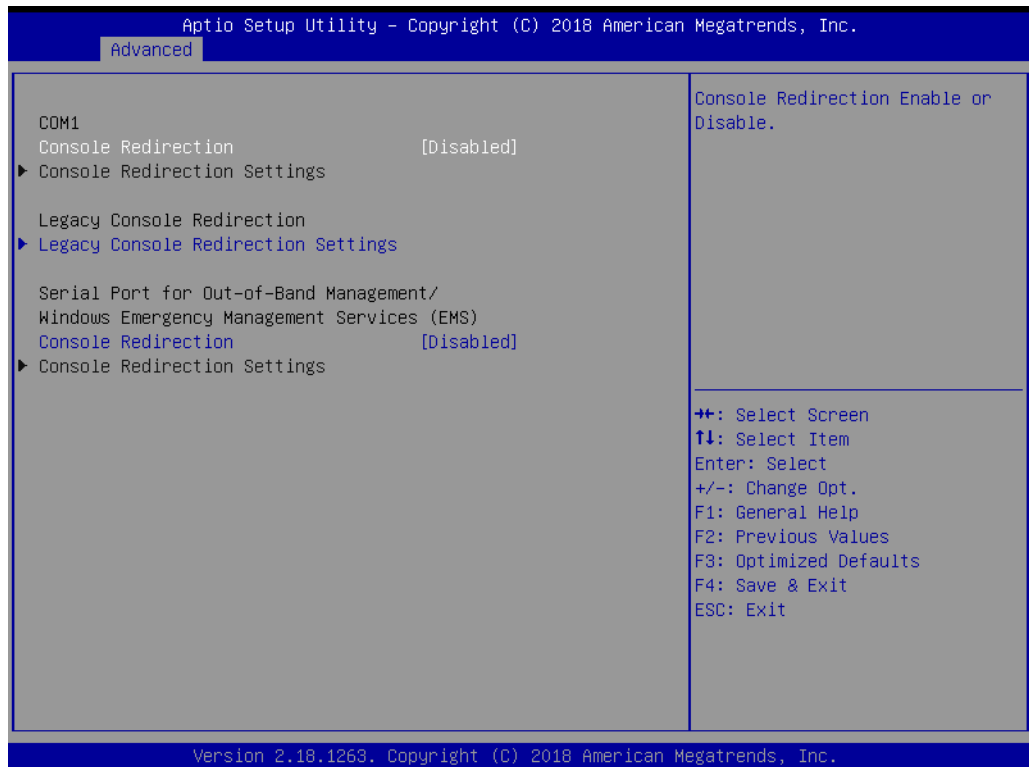 Aptio Setup Utility – Copyright (C) 2018 American Megatrends, Inc.
Advanced
COM1
Console Redirection [Disabled]
▶ Console Redirection Settings
Legacy Console Redirection
▶ Legacy Console Redirection Settings
Serial Port for Out-of-Band Management/
Windows Emergency Management Services (EMS)
Console Redirection [Disabled]
▶ Console Redirection Settings
Console Redirection Enable or
Disable.
→←: Select Screen
↑↓: Select Item
Enter: Select
+/-: Change Opt.
F1: General Help
F2: Previous Values
F3: Optimized Defaults
F4: Save & Exit
ESC: Exit
Version 2.18.1263. Copyright (C) 2018 American Megatrends, Inc.